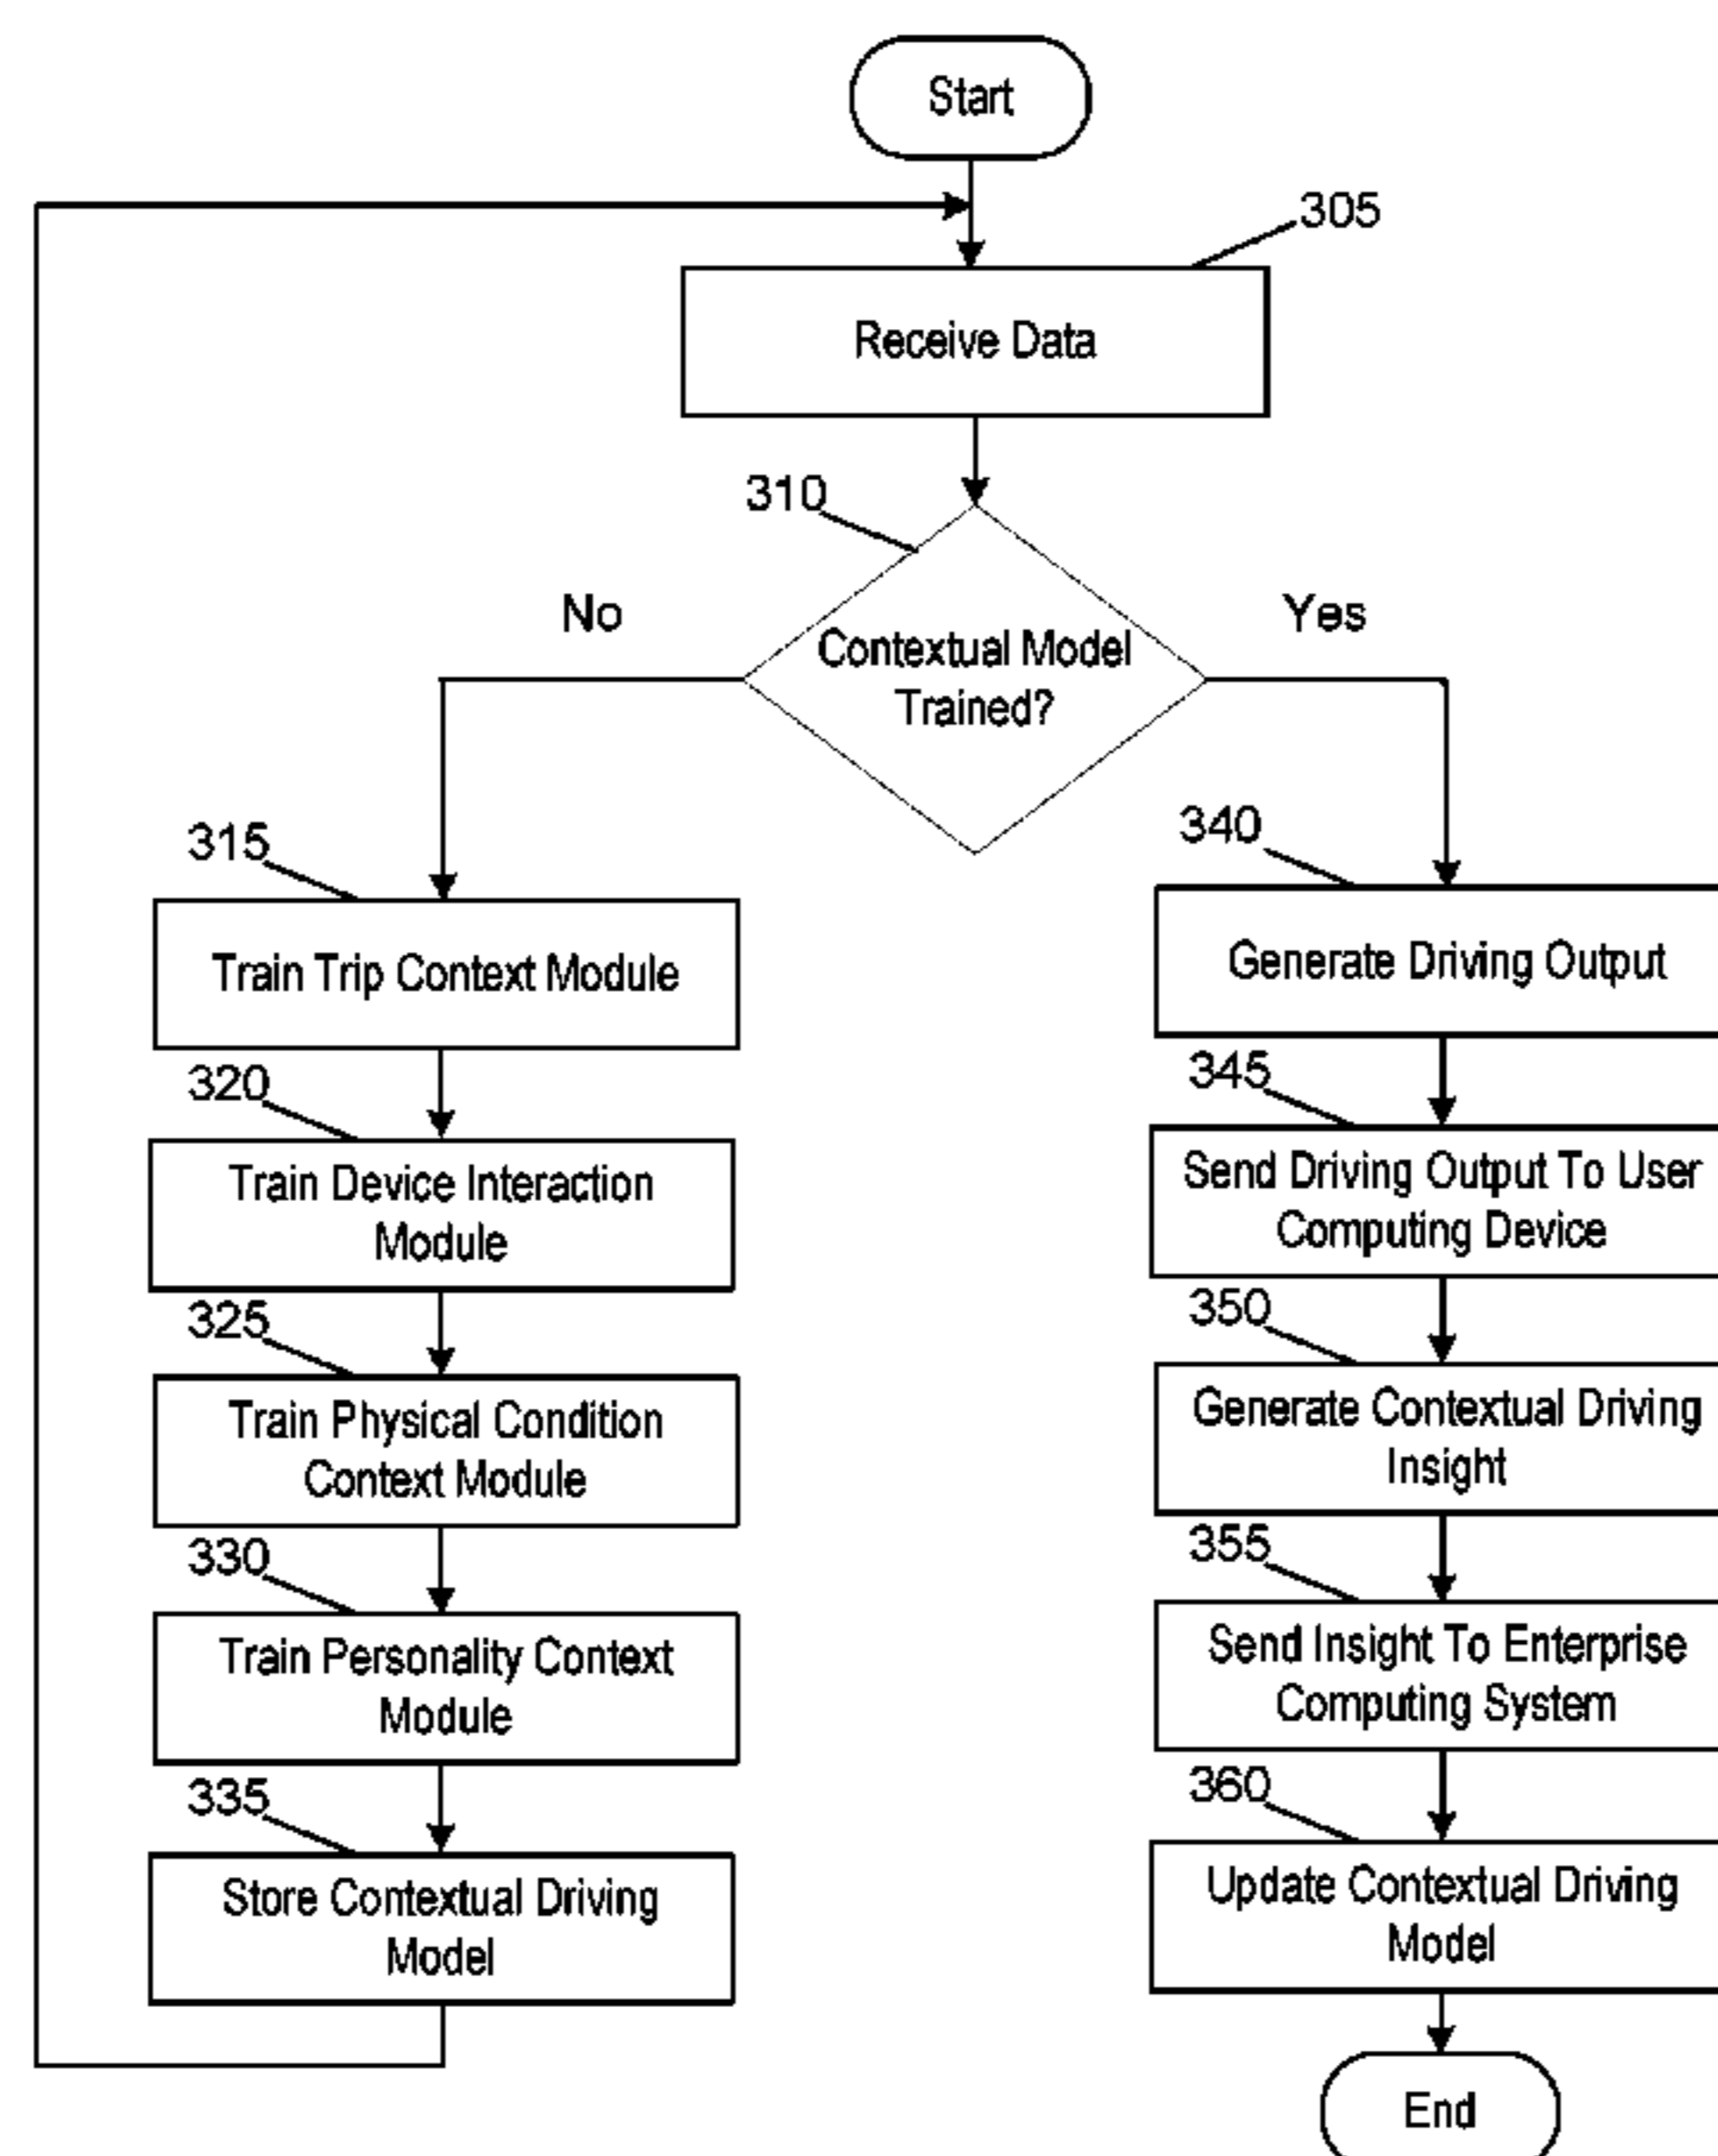 Start
305
Receive Data
310
No
Yes
Contextual Model
Trained?
315
Train Trip Context Module
320
Train Device Interaction
Module
325
Train Physical Condition
Context Module
330
Train Personality Context
Module
335
Store Contextual Driving
Model
340
Generate Driving Output
345
Send Driving Output To User
Computing Device
350
Generate Contextual Driving
Insight
355
Send Insight To Enterprise
Computing System
360
Update Contextual Driving
Model
End